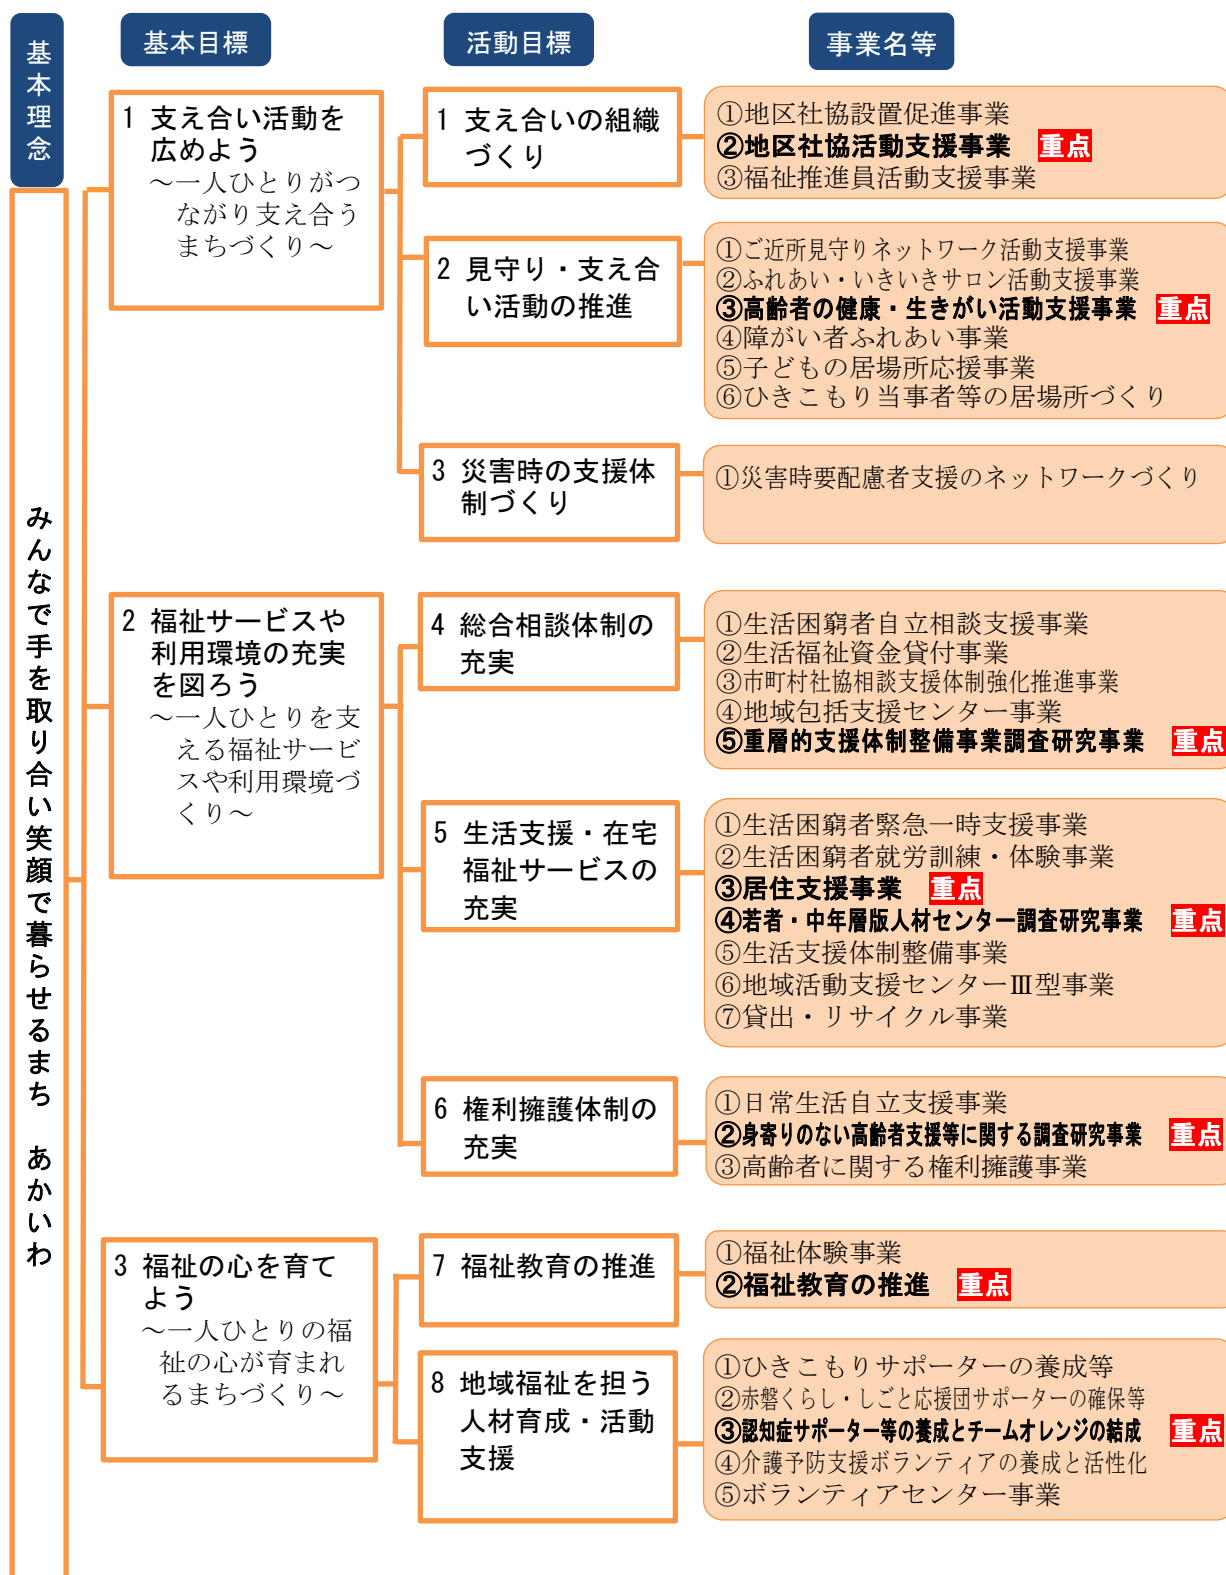 基本理念
基本目標
活動目標
事業名等
みんなで手を取り合い笑顔で暮らせるまち　あかいわ
1 支え合い活動を
広めよう
～一人ひとりがつ
ながり支え合う
まちづくり～
1 支え合いの組織
づくり
①地区社協設置促進事業
②地区社協活動支援事業 重点
③福祉推進員活動支援事業
2 見守り・支え合
い活動の推進
①ご近所見守りネットワーク活動支援事業
②ふれあい・いきいきサロン活動支援事業
③高齢者の健康・生きがい活動支援事業 重点
④障がい者ふれあい事業
⑤子どもの居場所応援事業
⑥ひきこもり当事者等の居場所づくり
3 災害時の支援体
制づくり
①災害時要配慮者支援のネットワークづくり
2 福祉サービスや
利用環境の充実
を図ろう
～一人ひとりを支
える福祉サービ
スや利用環境づ
くり～
4 総合相談体制の
充実
①生活困窮者自立相談支援事業
②生活福祉資金貸付事業
③市町村社協相談支援体制強化推進事業
④地域包括支援センター事業
⑤重層的支援体制整備事業調査研究事業 重点
5 生活支援・在宅
福祉サービスの
充実
①生活困窮者緊急一時支援事業
②生活困窮者就労訓練・体験事業
③居住支援事業 重点
④若者・中年層版人材センター調査研究事業 重点
⑤生活支援体制整備事業
⑥地域活動支援センターⅢ型事業
⑦貸出・リサイクル事業
6 権利擁護体制の
充実
①日常生活自立支援事業
②身寄りのない高齢者支援等に関する調査研究事業 重点
③高齢者に関する権利擁護事業
3 福祉の心を育て
よう
～一人ひとりの福
祉の心が育まれ
るまちづくり～
7 福祉教育の推進
①福祉体験事業
②福祉教育の推進 重点
8 地域福祉を担う
人材育成・活動
支援
①ひきこもりサポーターの養成等
②赤磐くらし・しごと応援団サポーターの確保等
③認知症サポーター等の養成とチームオレンジの結成 重点
④介護予防支援ボランティアの養成と活性化
⑤ボランティアセンター事業